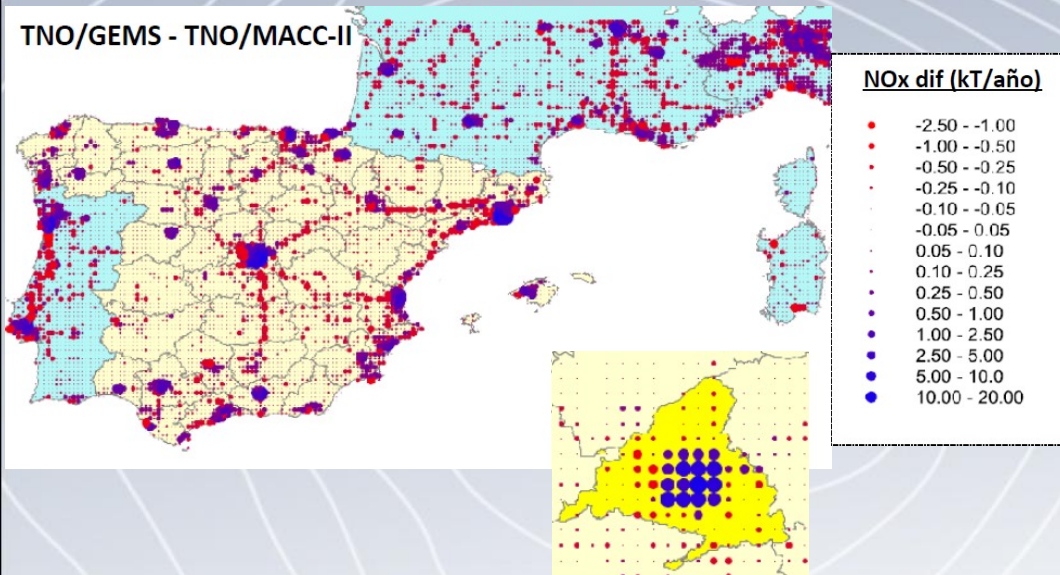 TNO/GEMS - TNO/MACC-II
NOx dif (kT/año)
-2.50 - -1.00
-1.00 - -0.50
-0.50 - -0.25
-0.25 - -0.10
-0.10 - -0.05
-0.05 - 0.05
0.05 - 0.10
0.10 - 0.25
0.25 - 0.50
0.50 - 1.00
1.00 - 2.50
2.50 - 5.00
5.00 - 10.0
10.00 - 20.00